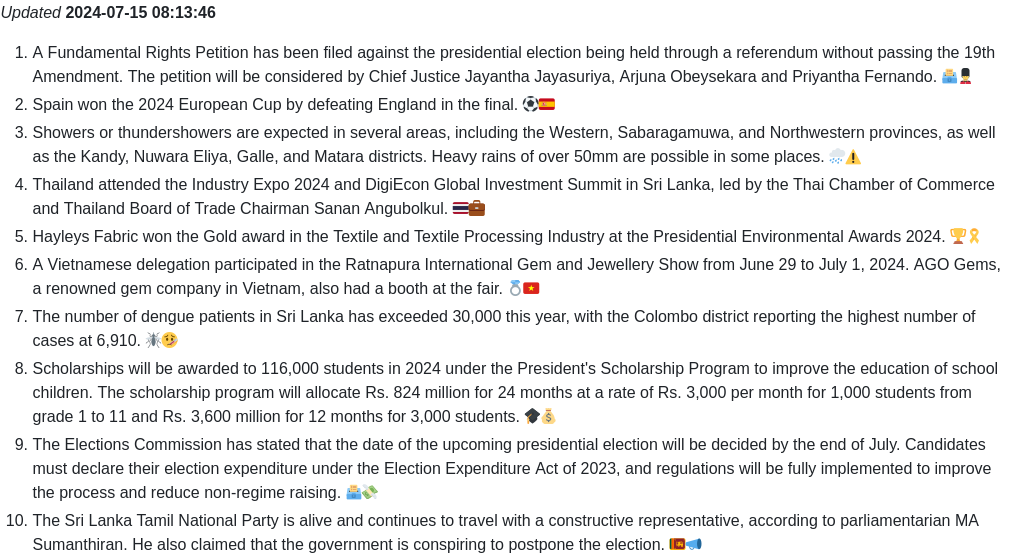 Updated 2024-07-15 08:13:46
1. A Fundamental Rights Petition has been filed against the presidential election being held through a referendum without passing the 19th
Amendment. The petition will be considered by Chief Justice Jayantha Jayasuriya, Arjuna Obeysekara and Priyantha Fernando. 🗳️💂
2. Spain won the 2024 European Cup by defeating England in the final. ⚽🇪🇸
3. Showers or thundershowers are expected in several areas, including the Western, Sabaragamuwa, and Northwestern provinces, as well
as the Kandy, Nuwara Eliya, Galle, and Matara districts. Heavy rains of over 50mm are possible in some places. 🌧️⚠️
4. Thailand attended the Industry Expo 2024 and DigiEcon Global Investment Summit in Sri Lanka, led by the Thai Chamber of Commerce
and Thailand Board of Trade Chairman Sanan Angubolkul. 🇹🇭💼
5. Hayleys Fabric won the Gold award in the Textile and Textile Processing Industry at the Presidential Environmental Awards 2024. 🏆🎗️
6. A Vietnamese delegation participated in the Ratnapura International Gem and Jewellery Show from June 29 to July 1, 2024. AGO Gems,
a renowned gem company in Vietnam, also had a booth at the fair. 💍🇻🇳
7. The number of dengue patients in Sri Lanka has exceeded 30,000 this year, with the Colombo district reporting the highest number of
cases at 6,910. 🪰🤒
8. Scholarships will be awarded to 116,000 students in 2024 under the President's Scholarship Program to improve the education of school
children. The scholarship program will allocate Rs. 824 million for 24 months at a rate of Rs. 3,000 per month for 1,000 students from
grade 1 to 11 and Rs. 3,600 million for 12 months for 3,000 students. 🎓💰
9. The Elections Commission has stated that the date of the upcoming presidential election will be decided by the end of July. Candidates
must declare their election expenditure under the Election Expenditure Act of 2023, and regulations will be fully implemented to improve
the process and reduce non-regime raising. 🗳️💸
10. The Sri Lanka Tamil National Party is alive and continues to travel with a constructive representative, according to parliamentarian MA
Sumanthiran. He also claimed that the government is conspiring to postpone the election. 🇱🇰📣